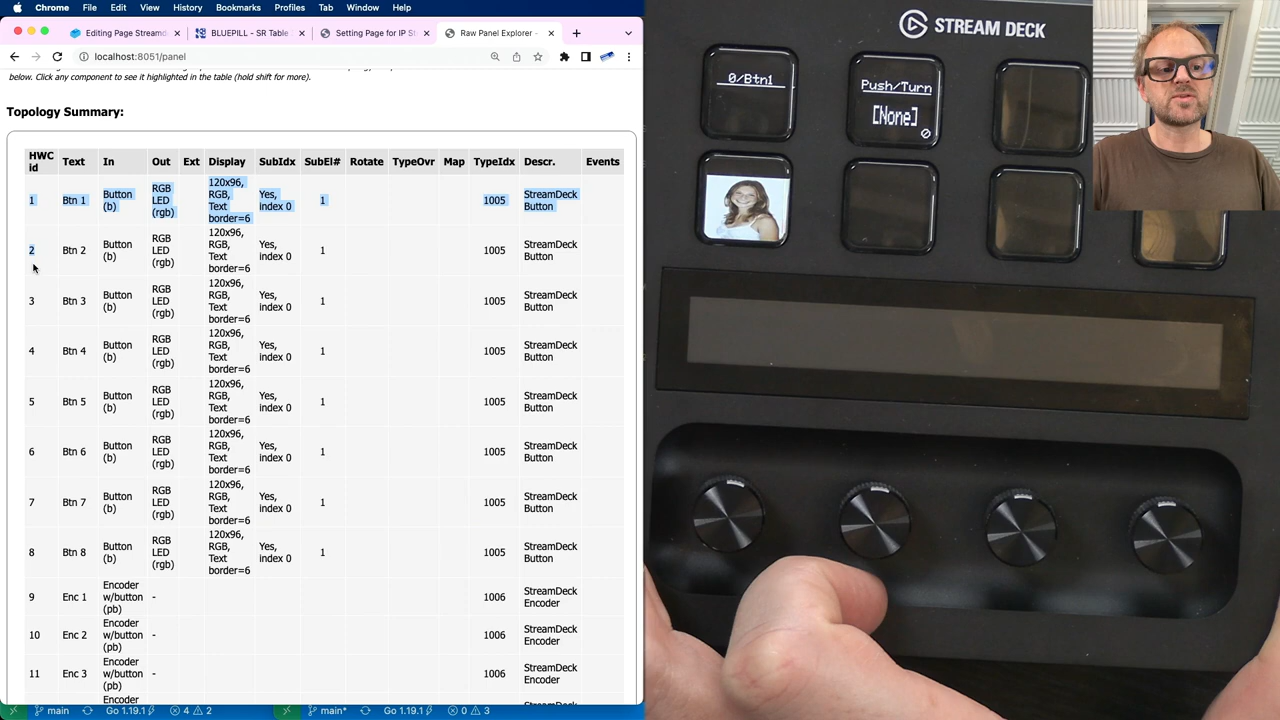 Chrome File Edit View History Bookmarks Profiles Tab Window Help
Editing Page Streamd
BLUEPILL - SR Table
Setting Page for IP St
Raw Panel Explorer -
localhost:8051/panel
below. Click any component to see it highlighted in the table (hold shift for more).
Topology Summary:
HWC id Text In Out Ext Display SubIdx SubEl# Rotate TypeOvr Map TypeIdx Descr. Events
1 Btn 1 Button (b) RGB LED (rgb) 120x96, RGB, Text border=6 Yes, index 0 1 1005 StreamDeck Button
2 Btn 2 Button (b) RGB LED (rgb) 120x96, RGB, Text border=6 Yes, index 0 1 1005 StreamDeck Button
3 Btn 3 Button (b) RGB LED (rgb) 120x96, RGB, Text border=6 Yes, index 0 1 1005 StreamDeck Button
4 Btn 4 Button (b) RGB LED (rgb) 120x96, RGB, Text border=6 Yes, index 0 1 1005 StreamDeck Button
5 Btn 5 Button (b) RGB LED (rgb) 120x96, RGB, Text border=6 Yes, index 0 1 1005 StreamDeck Button
6 Btn 6 Button (b) RGB LED (rgb) 120x96, RGB, Text border=6 Yes, index 0 1 1005 StreamDeck Button
7 Btn 7 Button (b) RGB LED (rgb) 120x96, RGB, Text border=6 Yes, index 0 1 1005 StreamDeck Button
8 Btn 8 Button (b) RGB LED (rgb) 120x96, RGB, Text border=6 Yes, index 0 1 1005 StreamDeck Button
9 Enc 1 Encoder w/button (pb) - 1006 StreamDeck Encoder
10 Enc 2 Encoder w/button (pb) - 1006 StreamDeck Encoder
11 Enc 3 Encoder w/button (pb) - 1006 StreamDeck Encoder
Encoder
main Go 1.19.1 4 2 main* Go 1.19.1 0 3
STREAM DECK
0/Btn1
Push/Turn
[None]